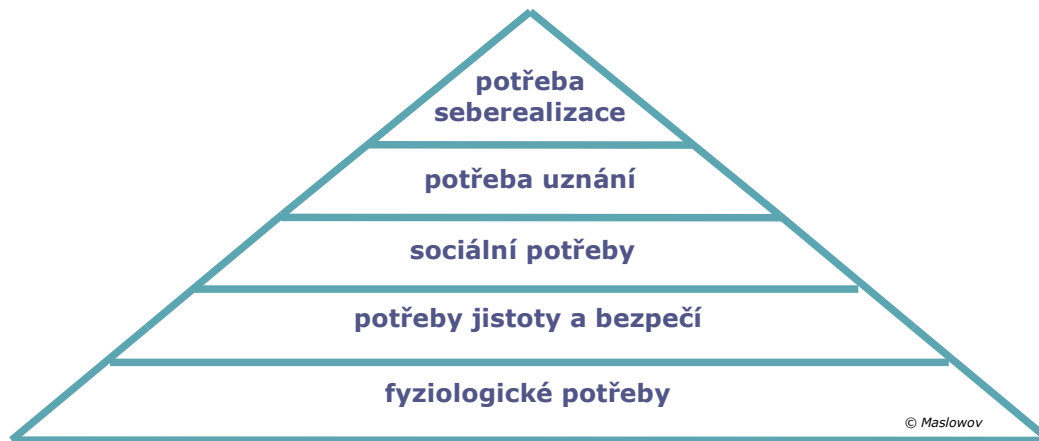 potřeba
seberealizace
potřeba uznání
sociální potřeby
potřeby jistoty a bezpečí
fyziologické potřeby
© Maslowov